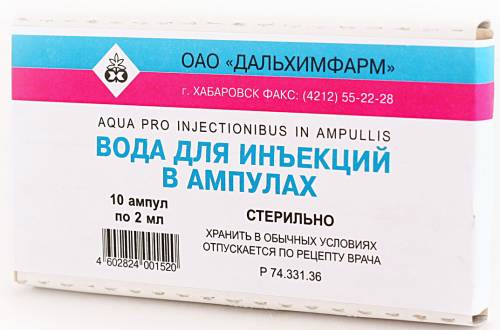 ОАО «ДАЛЬХИМФАРМ»
г. ХАБАРОВСК ФАКС: (4212) 55-22-28
AQUA PRO INJECTIONIBUS IN AMPULLIS
ВОДА ДЛЯ ИНЪЕКЦИЙ
В АМПУЛАХ
10 ампул
по 2 мл
4 602824 001520
СТЕРИЛЬНО
ХРАНИТЬ В ОБЫЧНЫХ УСЛОВИЯХ
ОТПУСКАЕТСЯ ПО РЕЦЕПТУ ВРАЧА
Р 74.331.36